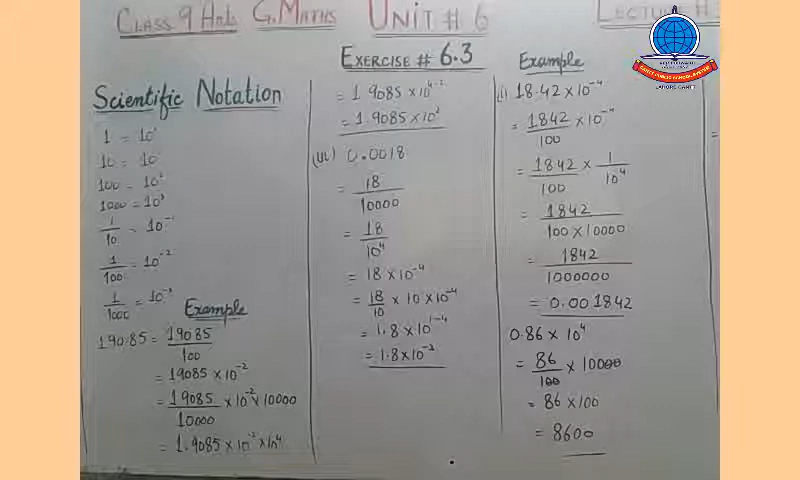 CLASS 9 Arts G. MATHS UNIT # 6 LECTURE #
EXERCISE # 6.3
Scientific Notation
1 = 10°
10 = 10
100 = 10²
1000 = 10³
1/10 = 10⁻¹
1/100 = 10⁻²
1/1000 = 10⁻³
Example
190.85 = 19085/100
= 19085 × 10⁻²
= 19085/10000 × 10⁻² × 10000
= 1.9085 × 10⁻² × 10⁴
= 1.9085 × 10⁴⁻²
= 1.9085 × 10²
(iii) 0.0018
= 18/10000
= 18/10⁴
= 18 × 10⁻⁴
= 18/10 × 10 × 10⁻⁴
= 1.8 × 10¹⁻⁴
= 1.8 × 10⁻³
Example
(i) 18.42 × 10⁻⁴
= 1842/100 × 10⁻⁴
= 1842/100 × 1/10⁴
= 1842/100 × 10000
= 1842/1000000
= 0.001842
0.86 × 10⁴
= 86/100 × 10000
= 86 × 100
= 8600
LAHORE CANTT